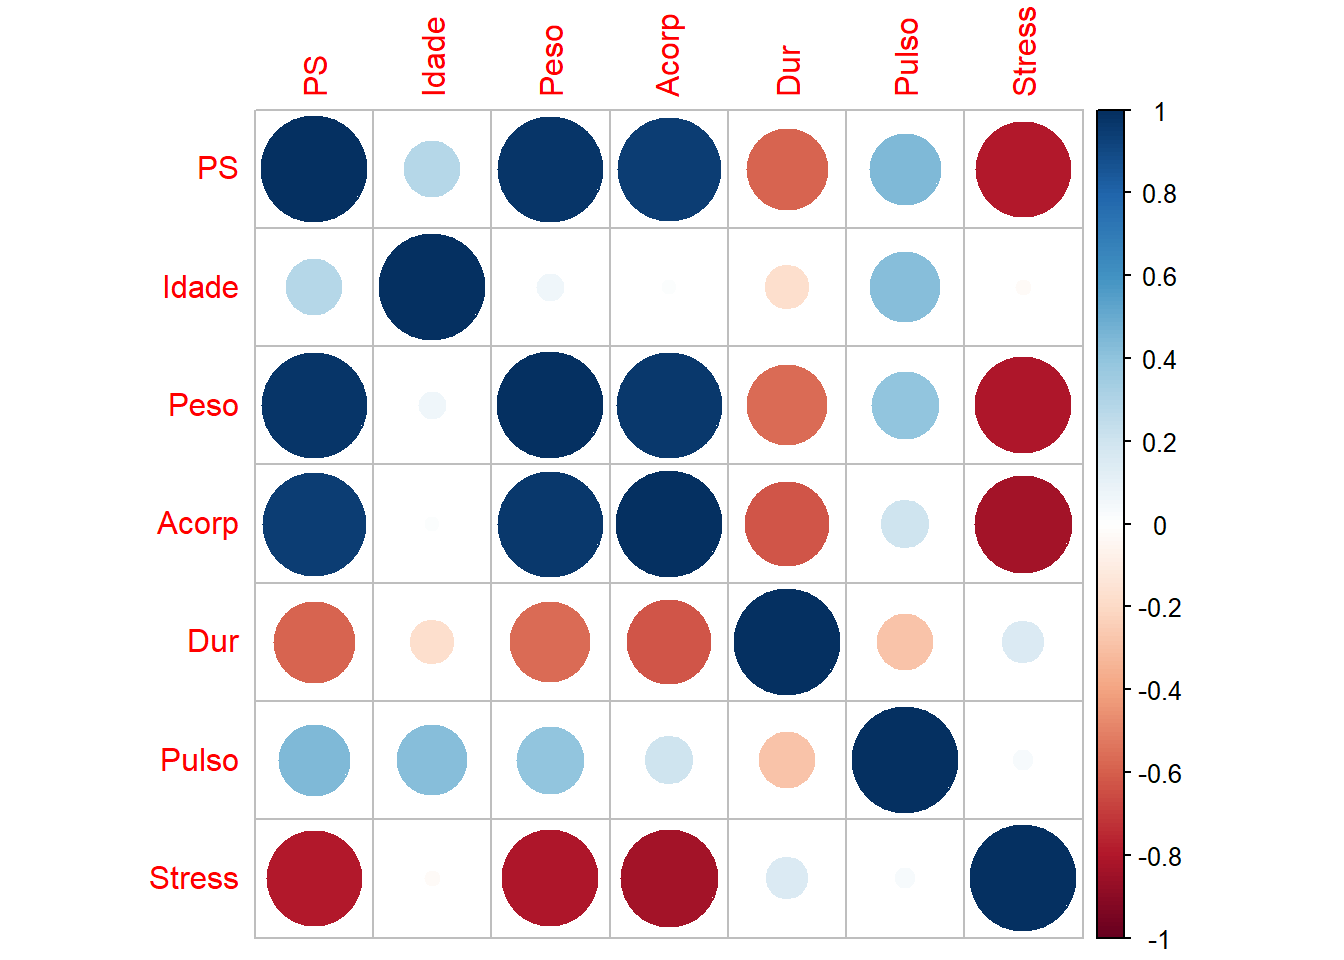 PS
Idade
Peso
Acorp
Dur
Pulso
Stress
PS
Idade
Peso
Acorp
Dur
Pulso
Stress
1
0.8
0.6
0.4
0.2
0
-0.2
-0.4
-0.6
-0.8
-1